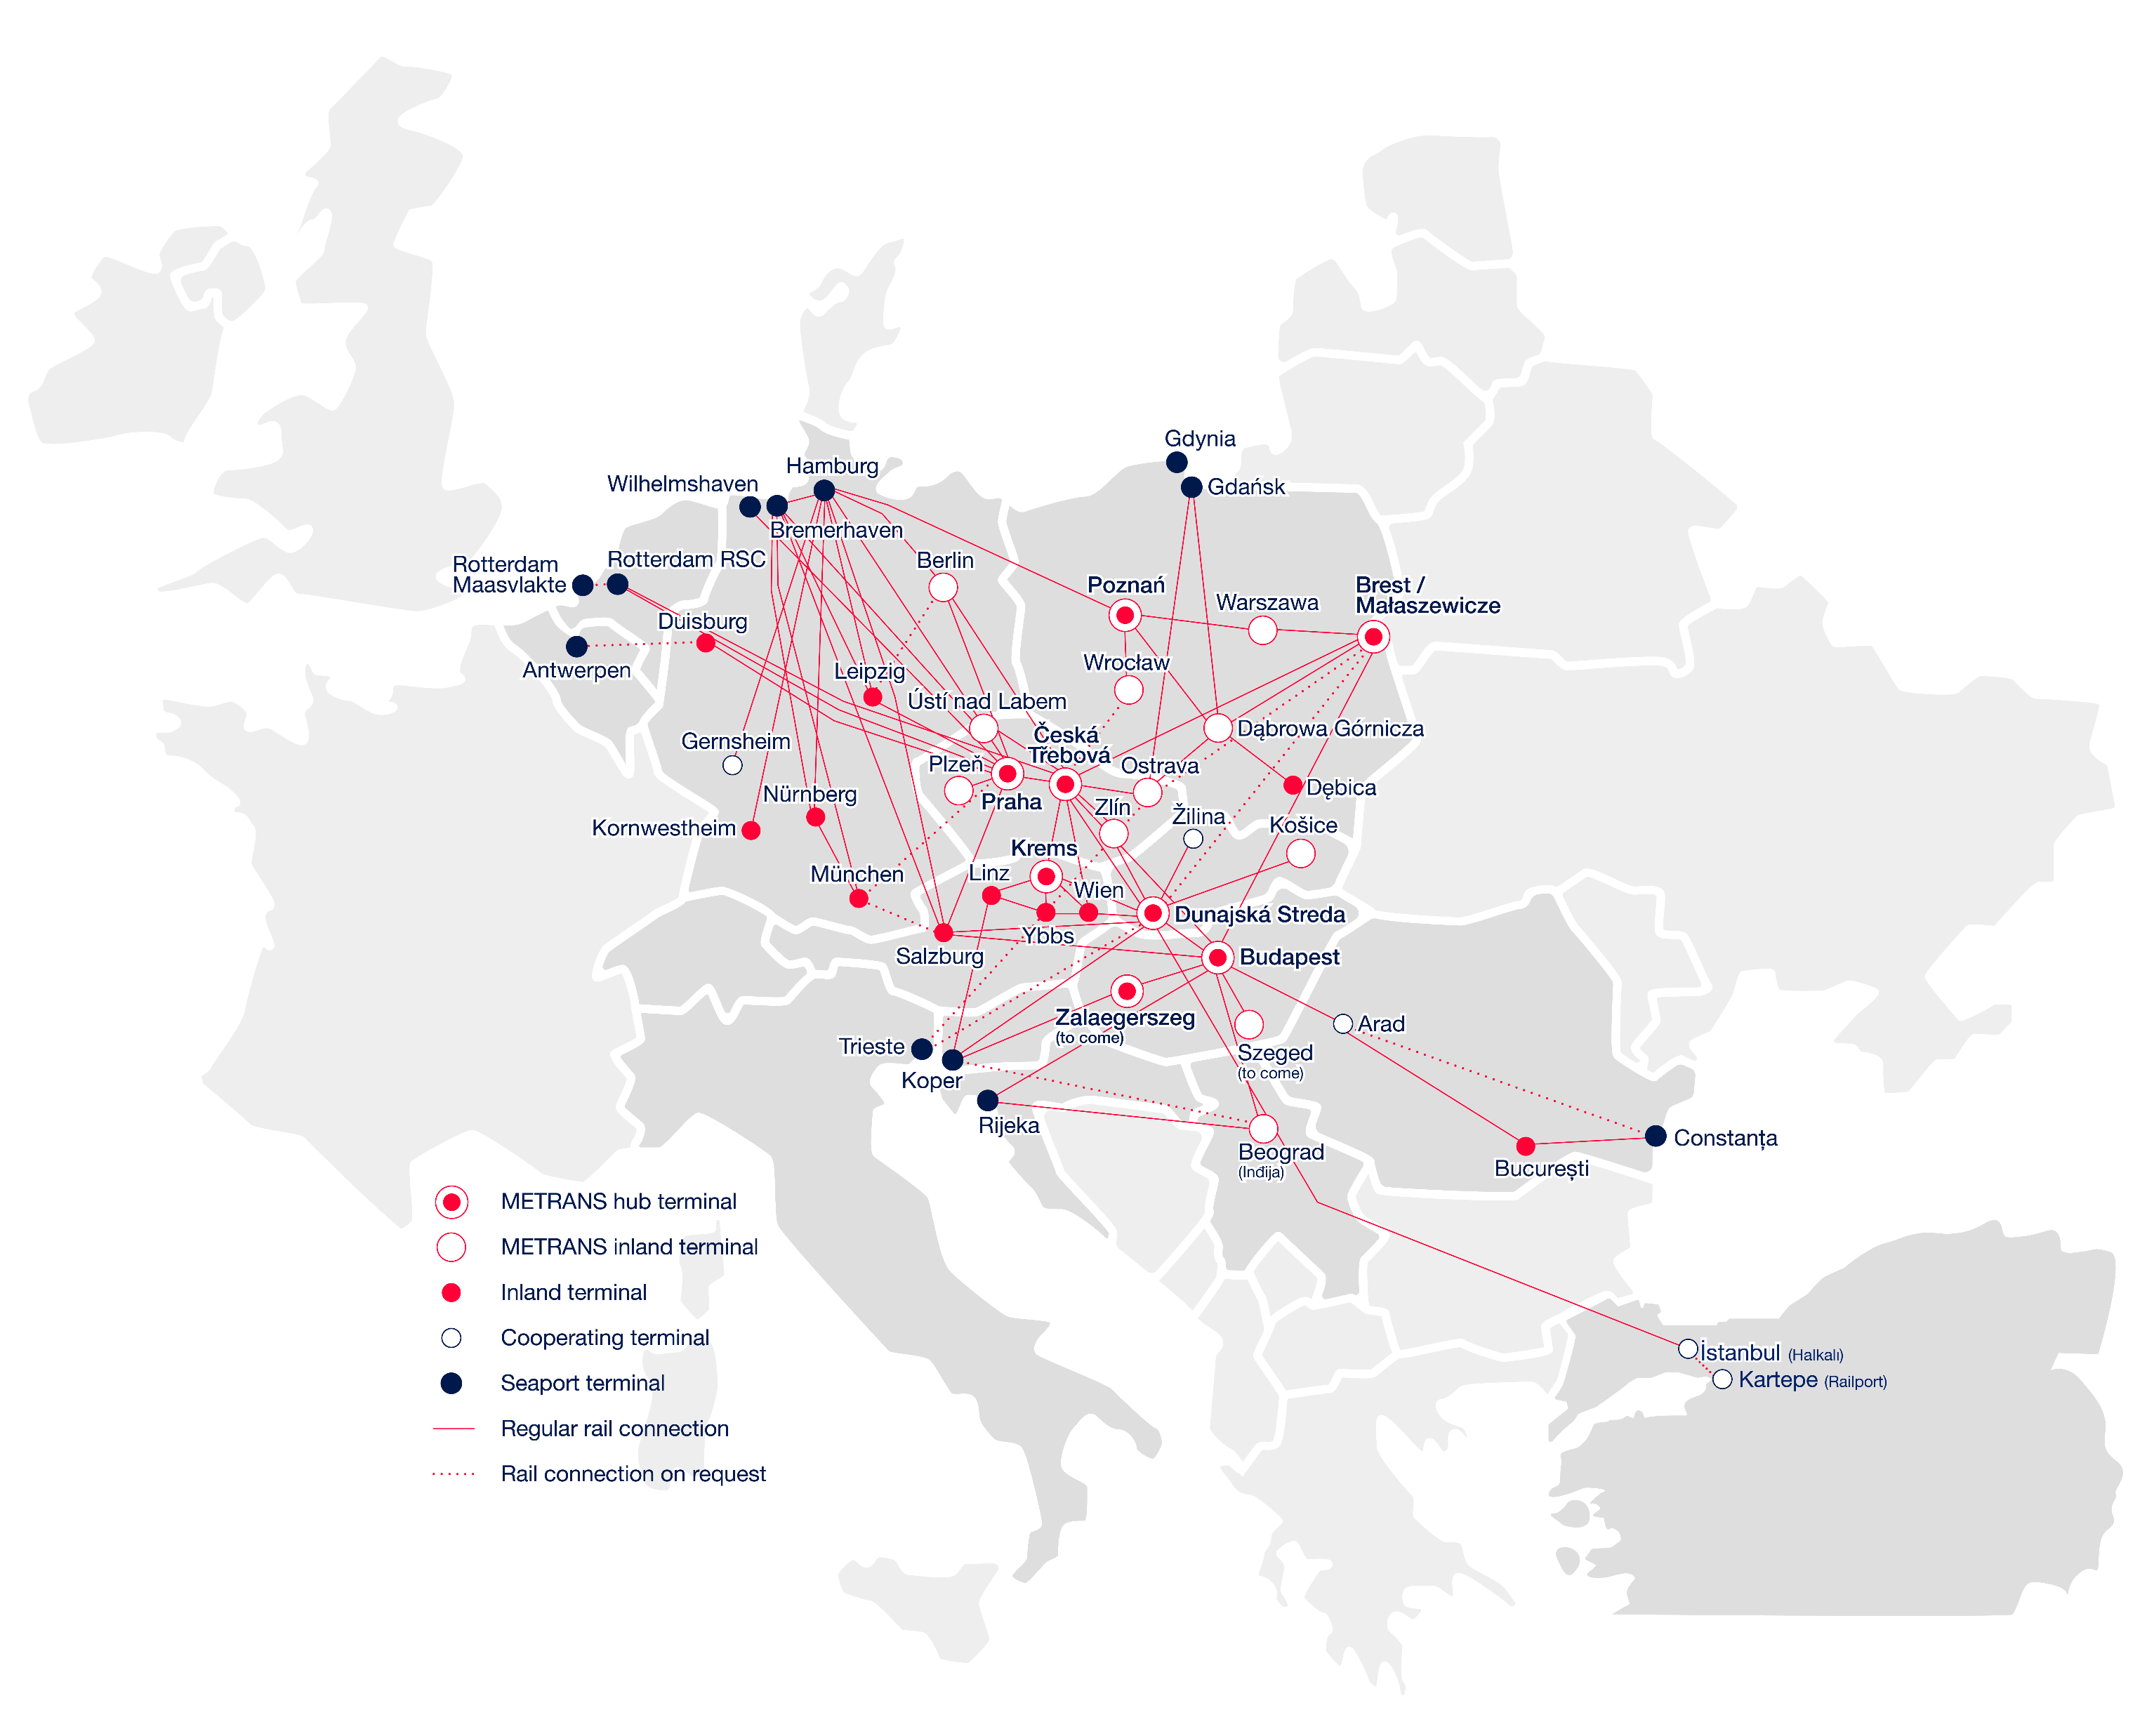 Gdynia
Gdańsk
Hamburg
Wilhelmshaven
Bremerhaven
Rotterdam
Maasvlakte
Rotterdam RSC
Berlin
Poznań
Brest /
Małaszewicze
Warszawa
Duisburg
Antwerpen
Leipzig
Wrocław
Ústí nad Labem
Dąbrowa Górnicza
Česká
Třebová
Gernsheim
Plzeň
Ostrava
Praha
Dębica
Nürnberg
Zlín
Žilina
Košice
Kornwestheim
Krems
München
Linz
Wien
Dunajská Streda
Ybbs
Salzburg
Budapest
Zalaegerszeg
(to come)
Arad
Trieste
Szeged
(to come)
Koper
Rijeka
Beograd
(Inđija)
Constanța
București
METRANS hub terminal
METRANS inland terminal
Inland terminal
Cooperating terminal
Seaport terminal
Regular rail connection
Rail connection on request
İstanbul (Halkalı)
Kartepe (Railport)